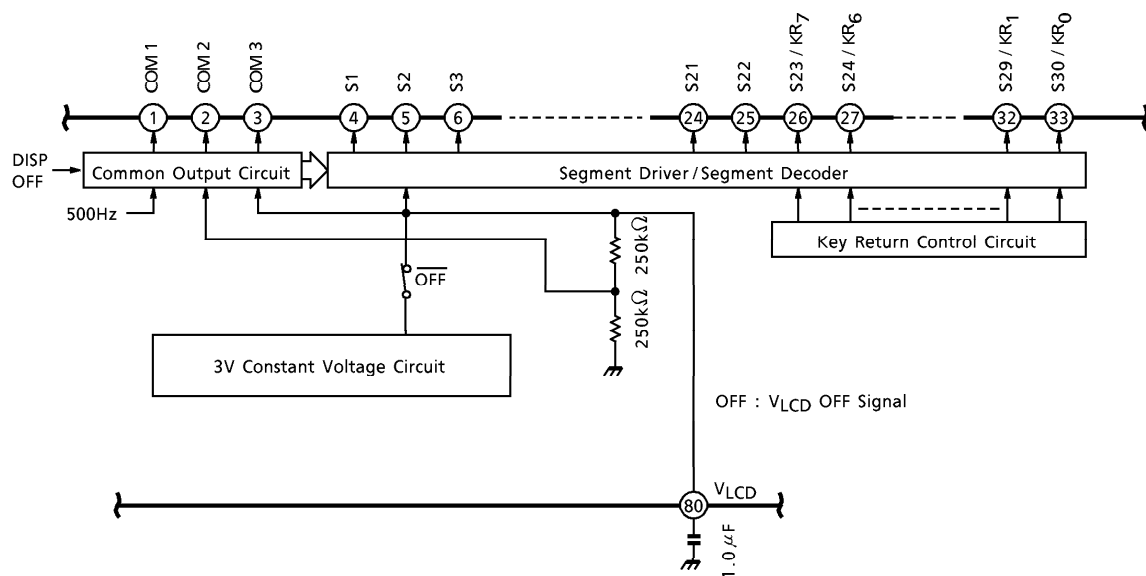 COM 1
COM 2
COM 3
S1
S2
S3
S21
S22
S23 / KR7
S24 / KR6
S29 / KR1
S30 / KR0
1
2
3
4
5
6
24
25
26
27
32
33
DISP
OFF
Common Output Circuit
Segment Driver / Segment Decoder
500Hz
Key Return Control Circuit
250kΩ
OFF
250kΩ
3V Constant Voltage Circuit
OFF : VLCD OFF Signal
VLCD
80
1.0 μF